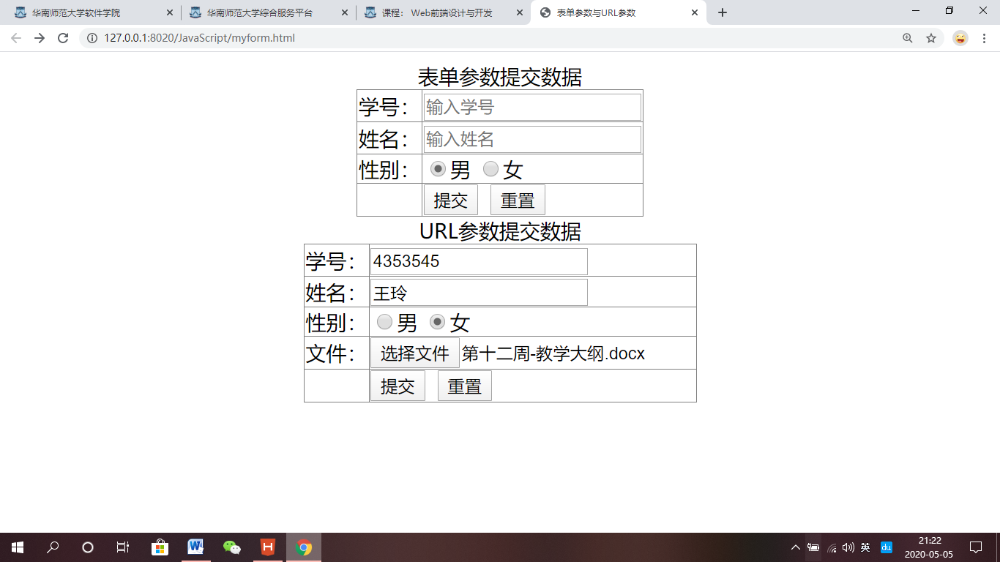 华南师范大学软件学院
华南师范大学综合服务平台
课程： Web前端设计与开发
表单参数与URL参数
127.0.0.1:8020/JavaScript/myform.html
表单参数提交数据
学号： 输入学号
姓名： 输入姓名
性别： 男 女
提交 重置
URL参数提交数据
学号： 4353545
姓名： 王玲
性别： 男 女
文件： 选择文件 第十二周-教学大纲.docx
提交 重置
英 du 21:22
2020-05-05